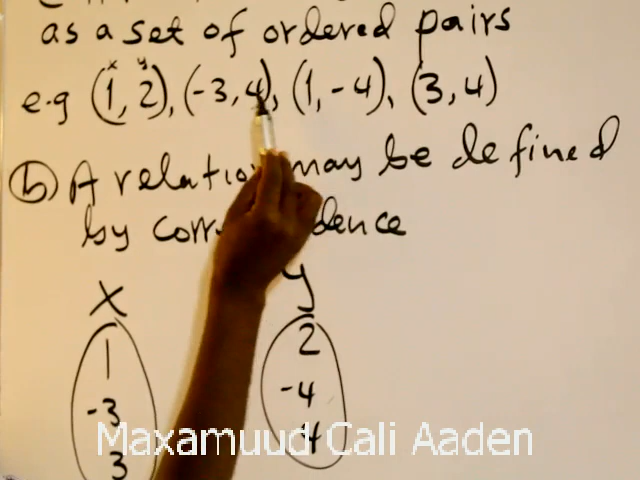 as a set of ordered pairs
x y
e.g (1, 2), (-3, 4), (1, -4), (3, 4)
(b) A relation may be defined
by dence
x y
1 2
-3 -4
3 4
Maxamuud Cali Aaden